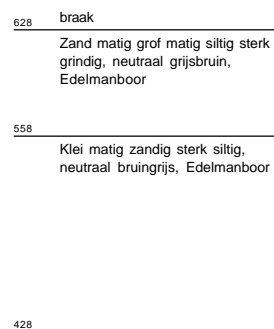 628 braak
Zand matig grof matig siltig sterk
grindig, neutraal grijsbruin,
Edelmanboor
558
Klei matig zandig sterk siltig,
neutraal bruingrijs, Edelmanboor
428